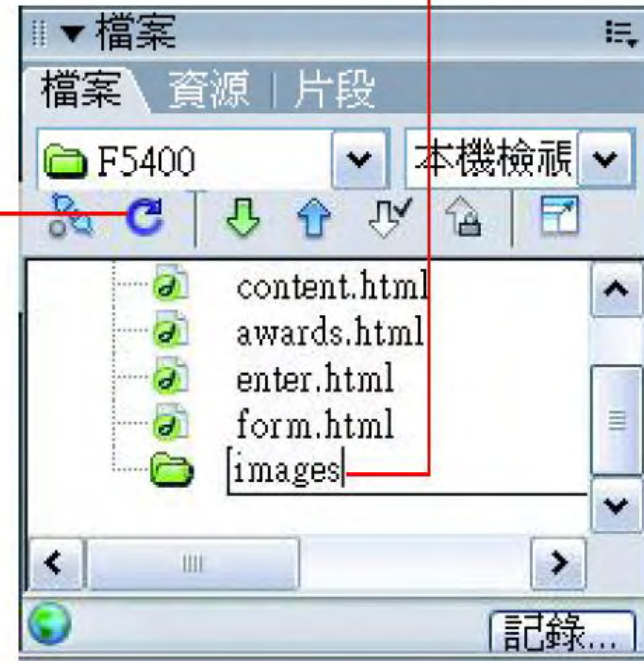 檔案
檔案 資源 片段
F5400 本機檢視
content.html
awards.html
enter.html
form.html
images
記錄...